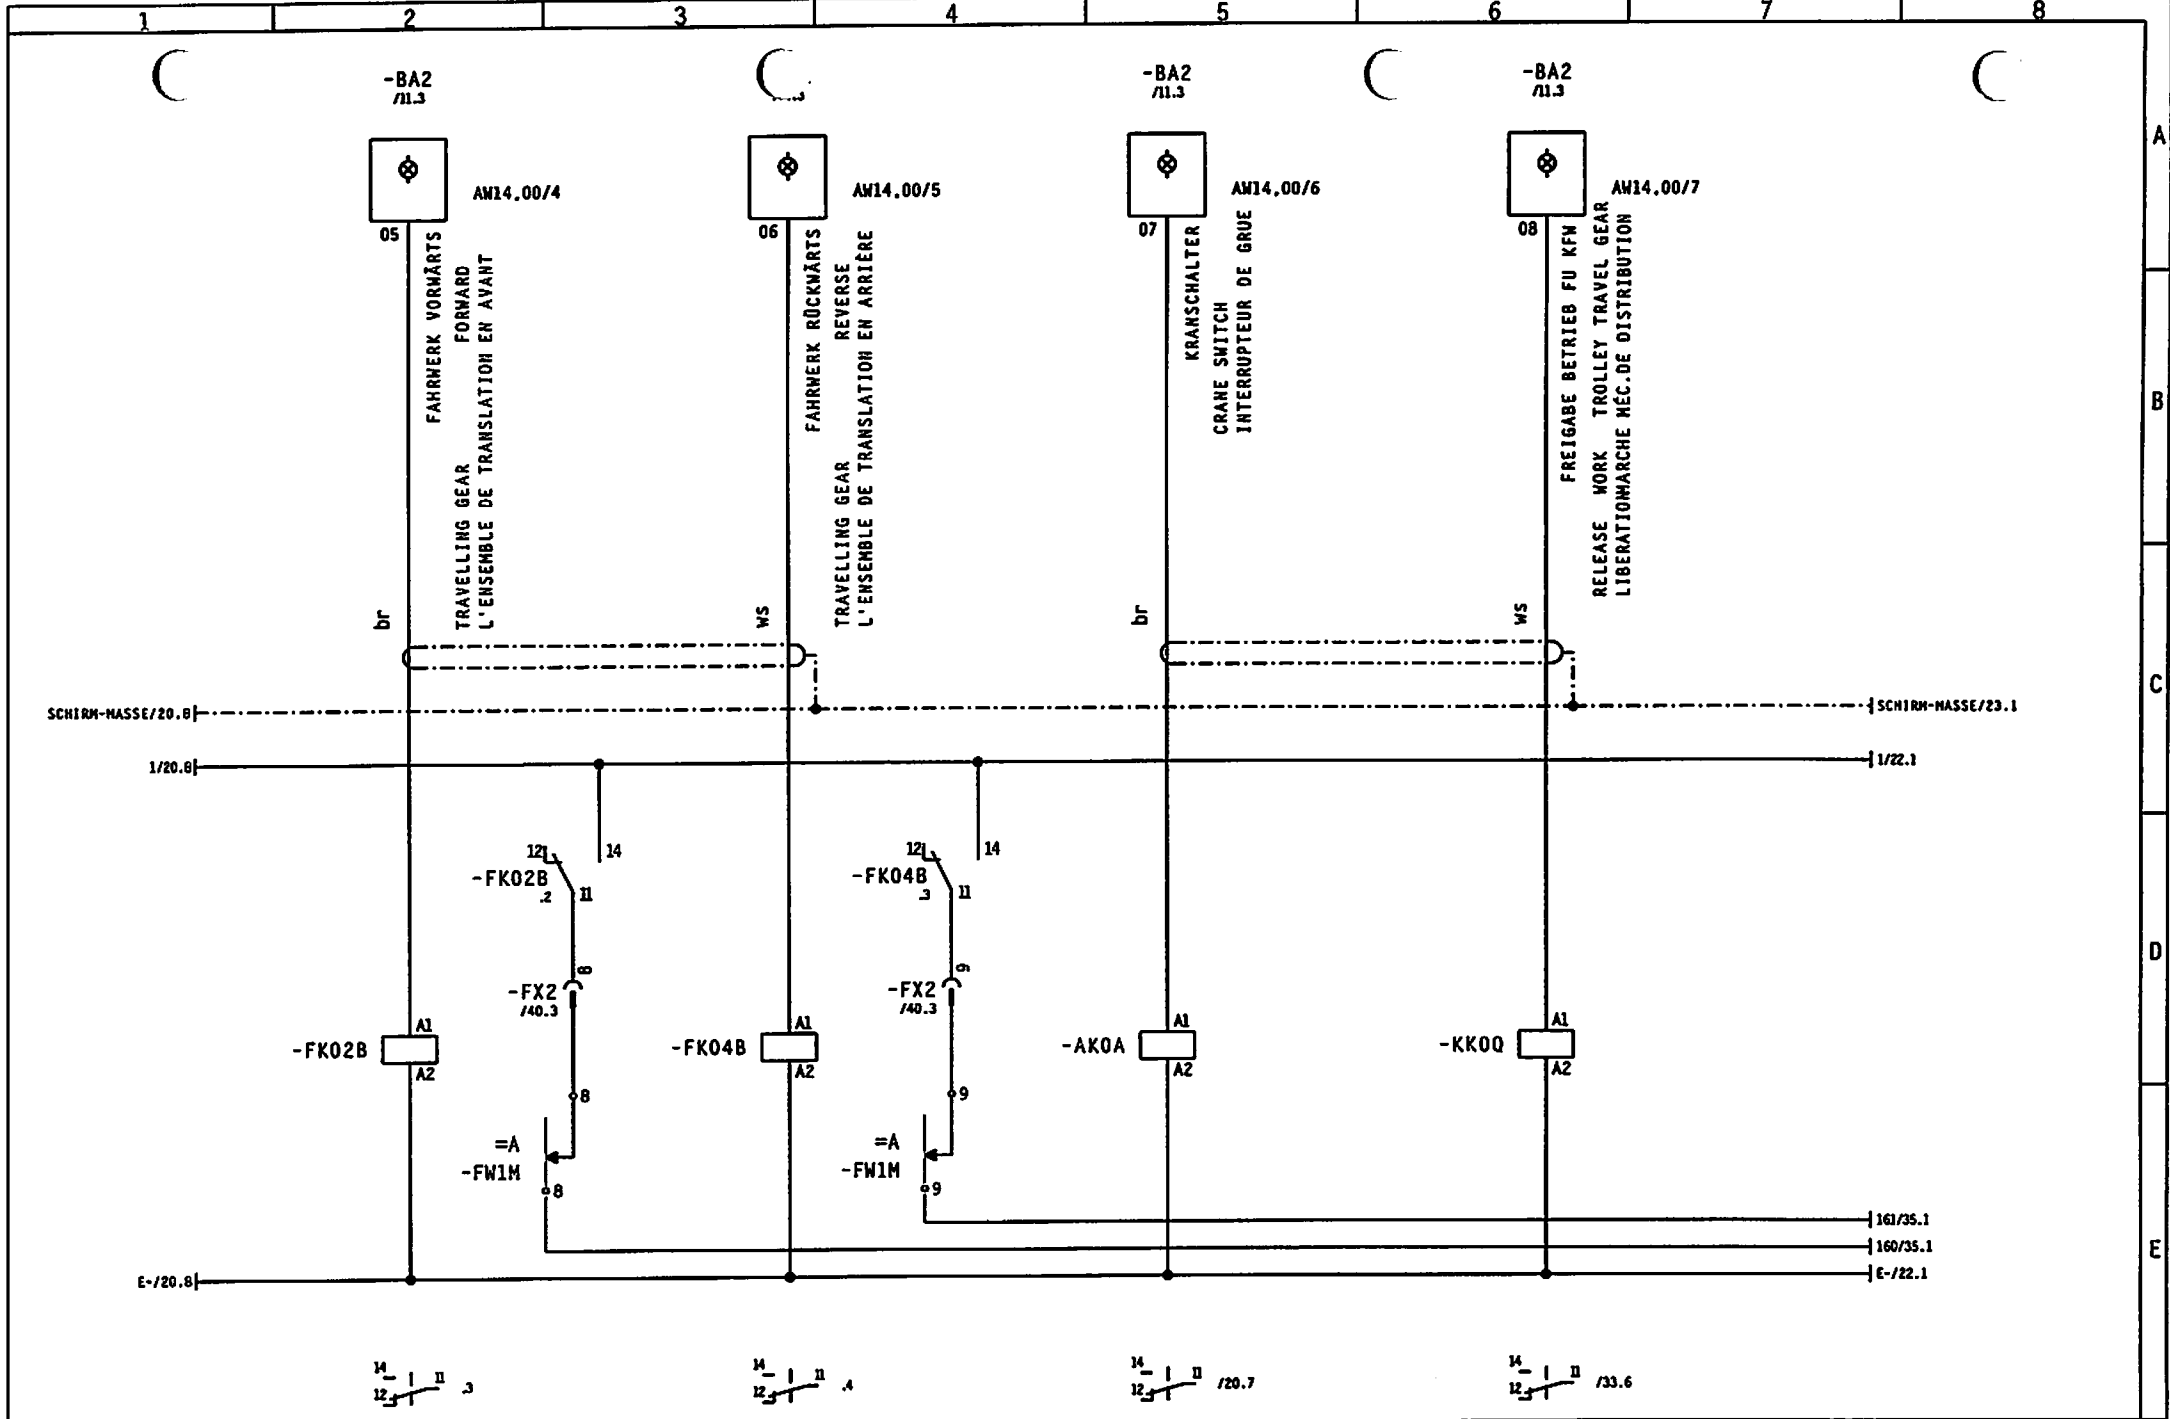 1 2 3 4 5 6 7 8
A
B
C
D
E
-BA2
/11.3
AW14.00/4
05
FAHRWERK VORWÄRTS
TRAVELLING GEAR FORWARD
L'ENSEMBLE DE TRANSLATION EN AVANT
br
AW14.00/5
06
FAHRWERK RÜCKWÄRTS
TRAVELLING GEAR REVERSE
L'ENSEMBLE DE TRANSLATION EN ARRIÈRE
ws
-BA2
/11.3
AW14.00/6
07
KRANSCHALTER
CRANE SWITCH
INTERRUPTEUR DE GRUE
br
-BA2
/11.3
AW14.00/7
08
FREIGABE BETRIEB FU KFW
RELEASE WORK TROLLEY TRAVEL GEAR
LIBERATIONMARCHE MÉC.DE DISTRIBUTION
ws
SCHIRM-MASSE/20.8
SCHIRM-MASSE/23.1
1/20.8
1/22.1
12
14
-FK02B
.2
11
8
-FX2
/40.3
8
=A
-FW1M
8
12
14
-FK04B
.3
11
9
-FX2
/40.3
9
=A
-FW1M
9
-FK02B
A1
A2
-FK04B
A1
A2
-AK0A
A1
A2
-KK0Q
A1
A2
161/35.1
160/35.1
E-/20.8
E-/22.1
14
12
11
.3
14
12
11
.4
14
12
11
/20.7
14
12
11
/33.6